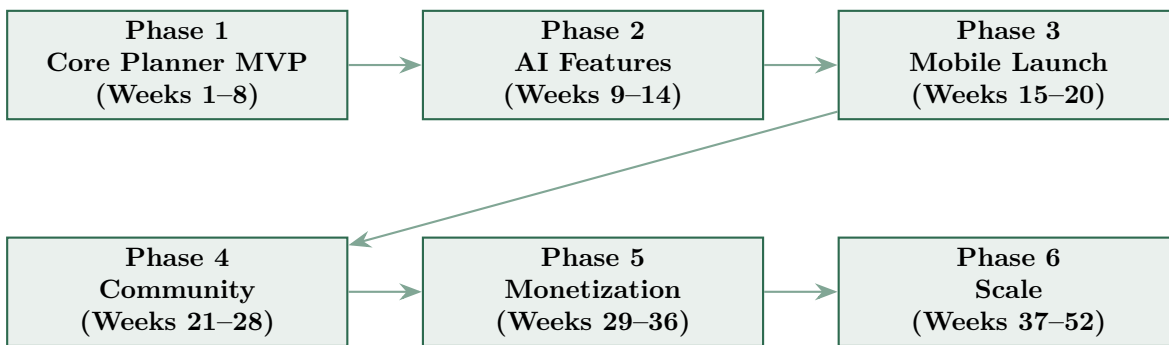 Phase 1
Core Planner MVP
(Weeks 1–8)
Phase 2
AI Features
(Weeks 9–14)
Phase 3
Mobile Launch
(Weeks 15–20)
Phase 4
Community
(Weeks 21–28)
Phase 5
Monetization
(Weeks 29–36)
Phase 6
Scale
(Weeks 37–52)